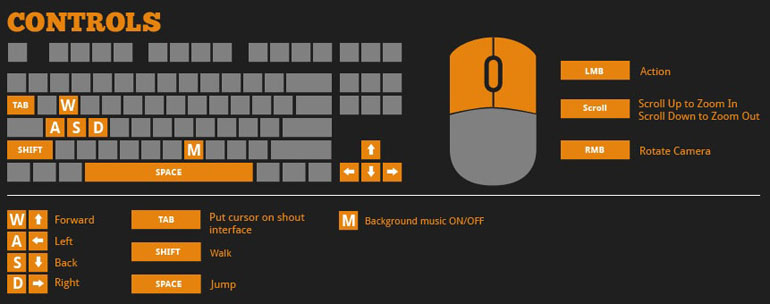 CONTROLS
TAB
W
A S D
SHIFT
M
SPACE
LMB
Action
Scroll
Scroll Up to Zoom In
Scroll Down to Zoom Out
RMB
Rotate Camera
W Forward
A Left
S Back
D Right
TAB
Put cursor on shout
interface
SHIFT Walk
SPACE Jump
M Background music ON/OFF